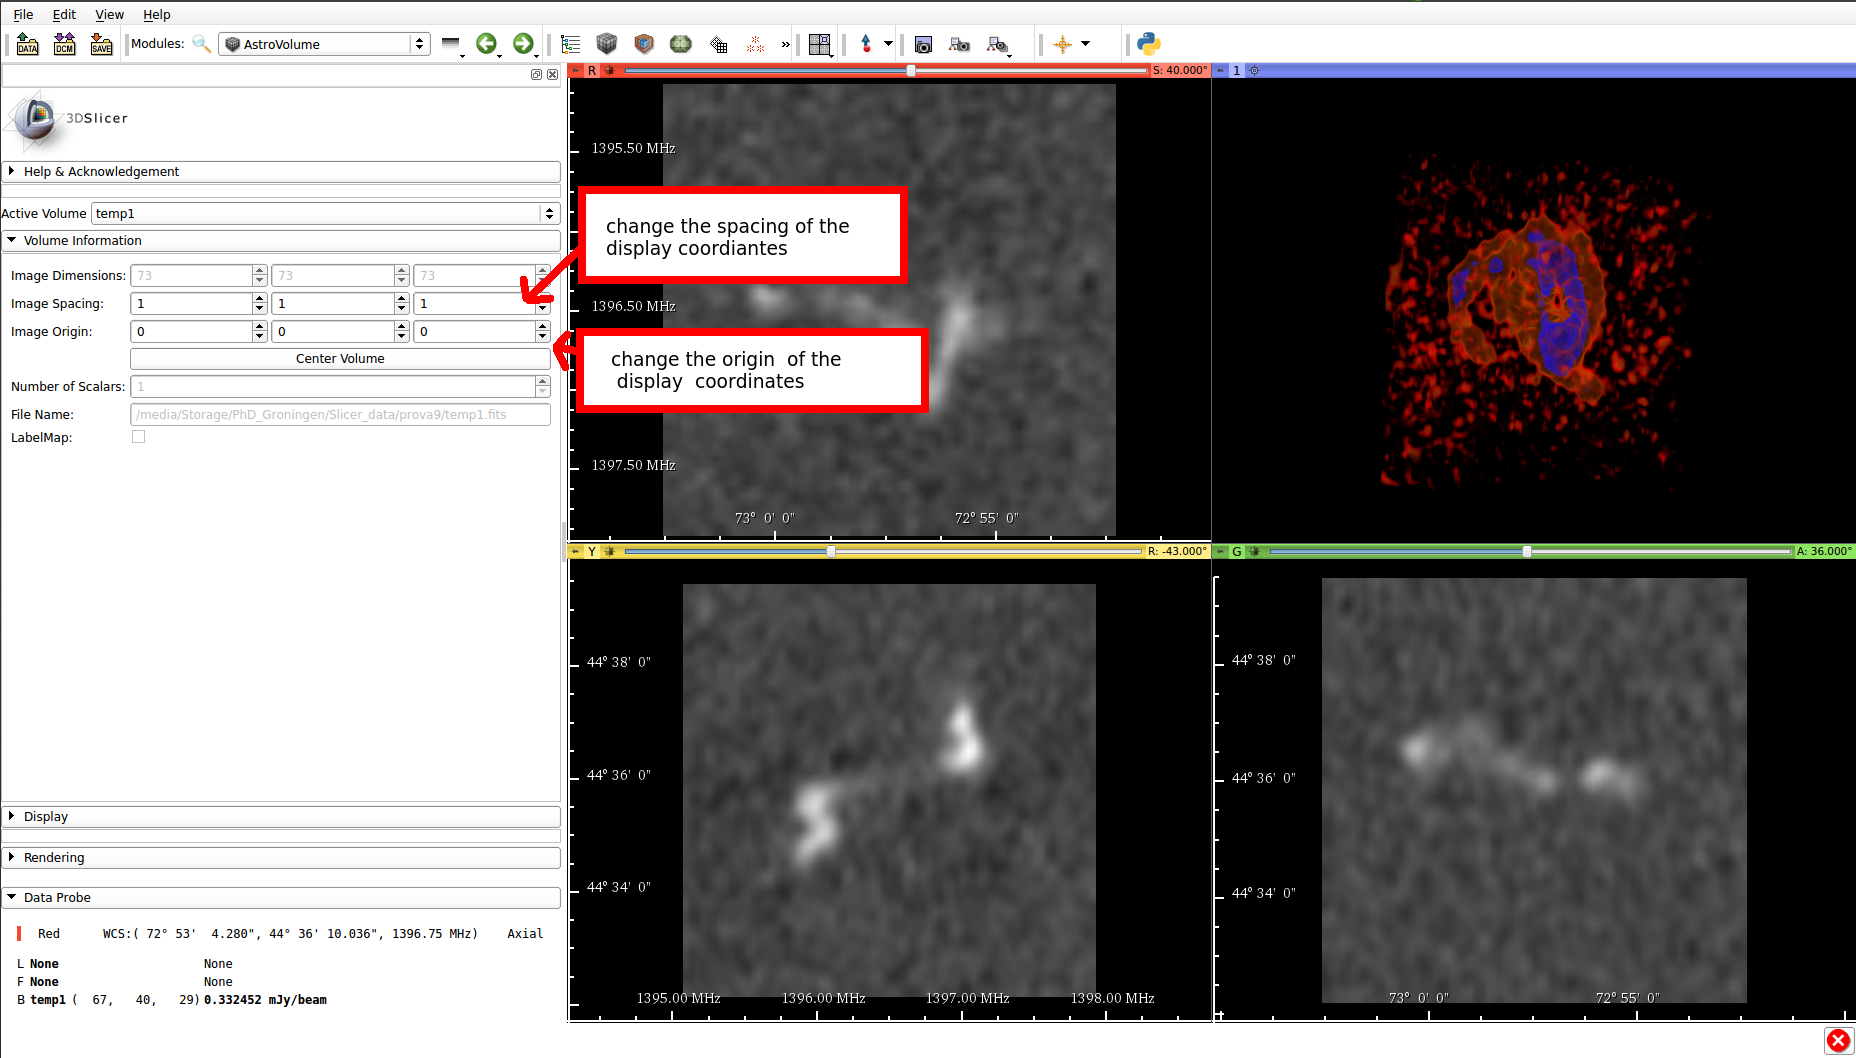 File Edit View Help
DATA DCM SAVE Modules: AstroVolume »
R S: 40.000° 1
3DSlicer
Help & Acknowledgement
Active Volume temp1
Volume Information
Image Dimensions: 73 73 73
Image Spacing: 1 1 1
Image Origin: 0 0 0
Center Volume
Number of Scalars: 1
File Name: /media/Storage/PhD_Groningen/Slicer_data/prova9/temp1.fits
LabelMap:
1395.50 MHz
change the spacing of the
display coordiantes
1396.50 MHz
change the origin of the
display coordinates
1397.50 MHz
73° 0' 0" 72° 55' 0"
Y R: -43.000° G A: 36.000°
44° 38' 0"
44° 36' 0"
44° 34' 0"
1395.00 MHz 1396.00 MHz 1397.00 MHz 1398.00 MHz
44° 38' 0"
44° 36' 0"
44° 34' 0"
73° 0' 0" 72° 55' 0"
Display
Rendering
Data Probe
Red WCS:( 72° 53' 4.280", 44° 36' 10.036", 1396.75 MHz) Axial
L None None
F None None
B temp1 ( 67, 40, 29) 0.332452 mJy/beam